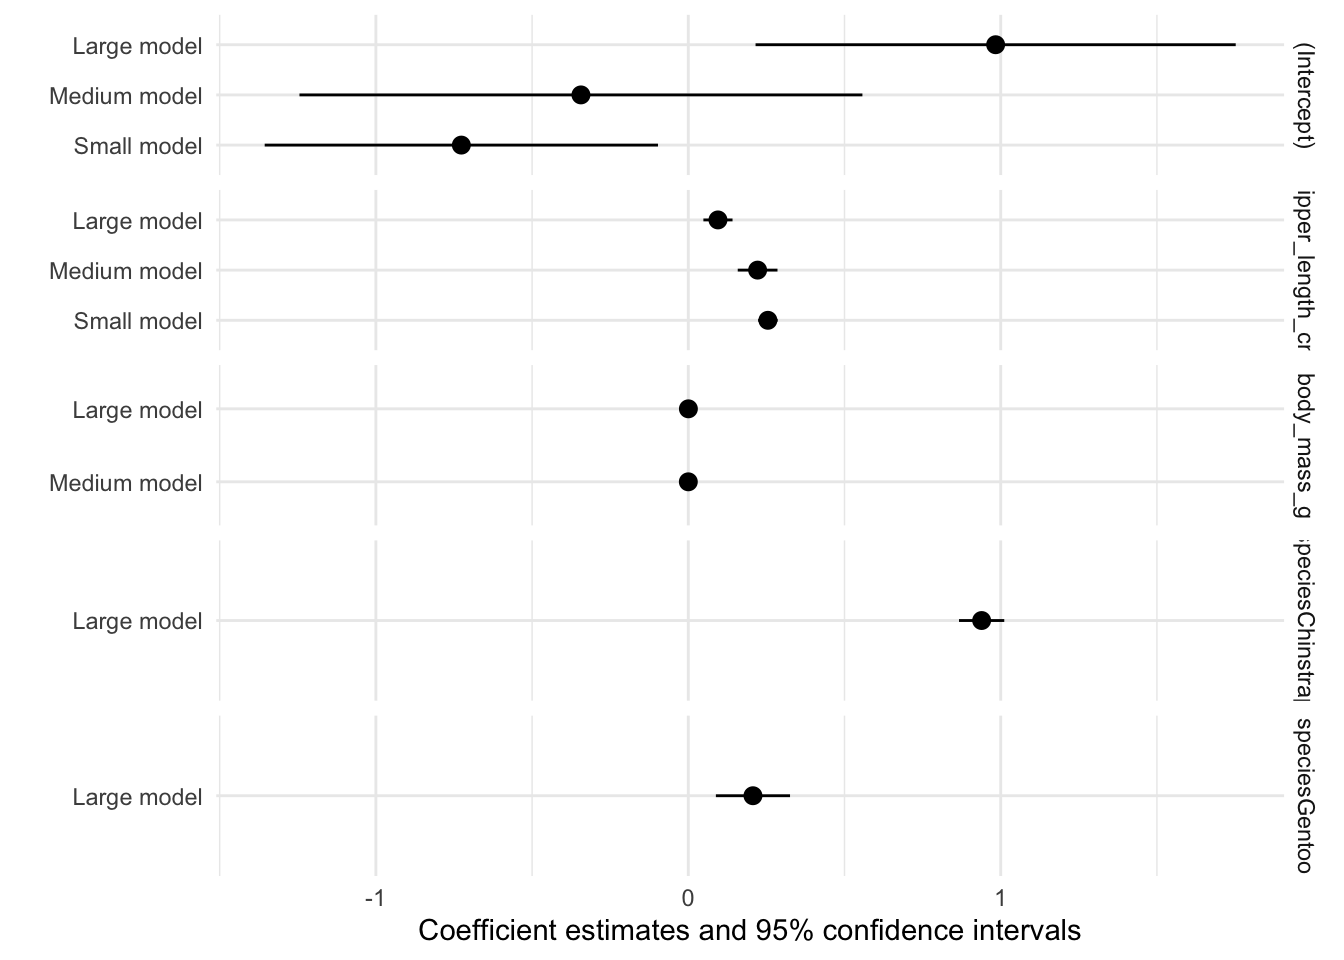 Large model
Medium model
Small model
(Intercept)
Large model
Medium model
Small model
ipper_length_cr
Large model
Medium model
body_mass_g
Large model
peciesChinstra
Large model
speciesGentoo
-1
0
1
Coefficient estimates and 95% confidence intervals